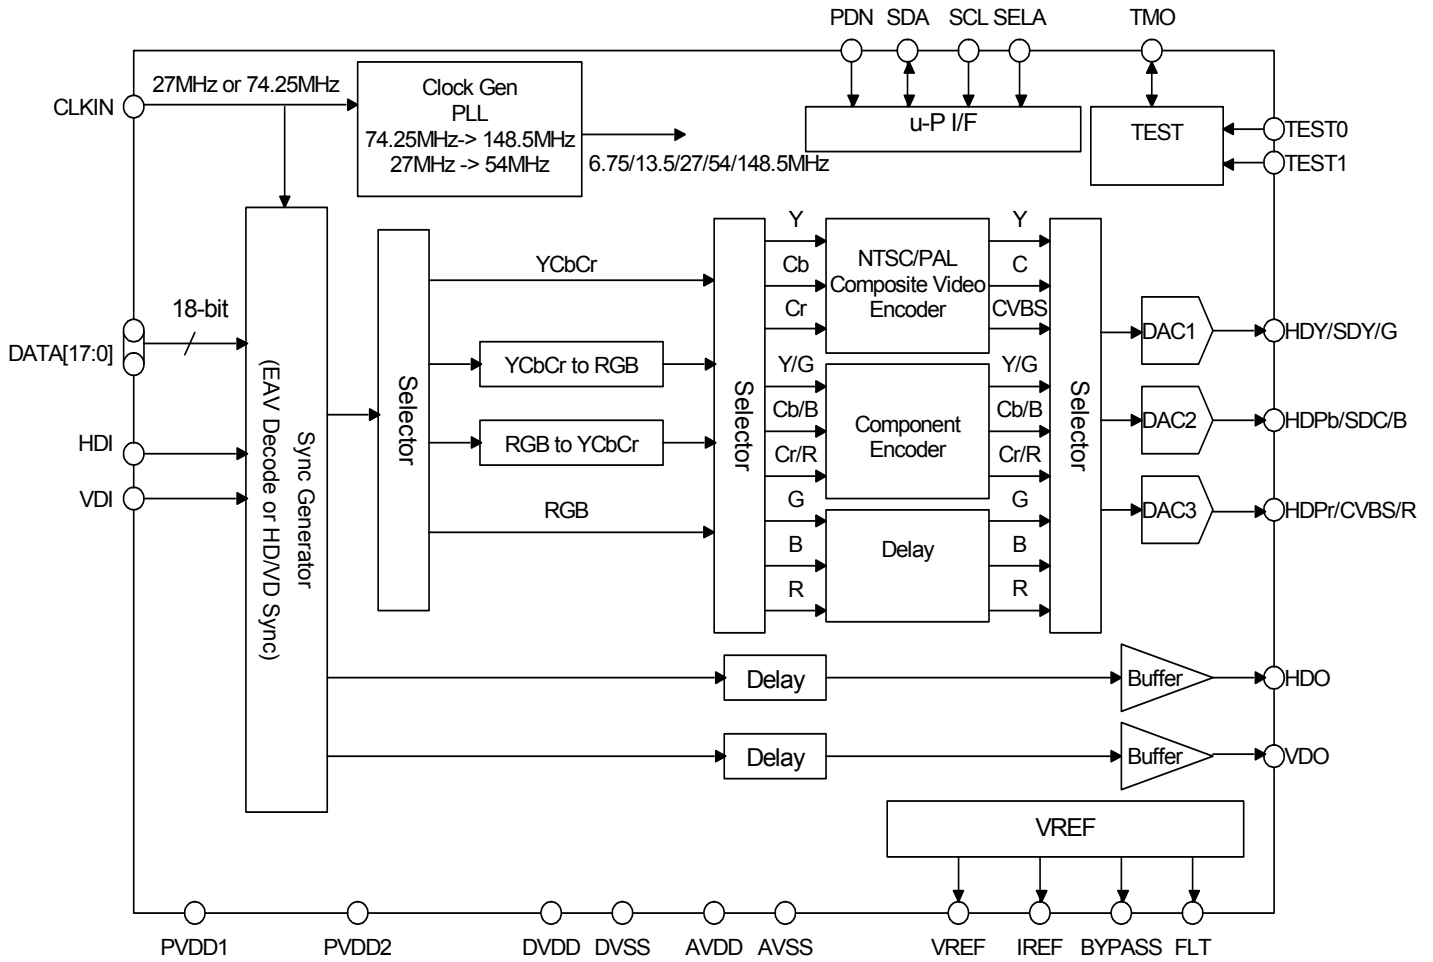 PDN SDA SCL SELA TMO
CLKIN
27MHz or 74.25MHz
Clock Gen
PLL
74.25MHz-> 148.5MHz
27MHz -> 54MHz
6.75/13.5/27/54/148.5MHz
u-P I/F
TEST
TEST0
TEST1
18-bit
DATA[17:0]
HDI
VDI
Sync Generator
(EAV Decode or HD/VD Sync)
Selector
YCbCr
YCbCr to RGB
RGB to YCbCr
RGB
Selector
Y
Cb
Cr
Y/G
Cb/B
Cr/R
G
B
R
NTSC/PAL
Composite Video
Encoder
Component
Encoder
Delay
Y
C
CVBS
Y/G
Cb/B
Cr/R
G
B
R
Selector
DAC1
HDY/SDY/G
DAC2
HDPb/SDC/B
DAC3
HDPr/CVBS/R
Delay
Buffer
HDO
Delay
Buffer
VDO
VREF
PVDD1 PVDD2 DVDD DVSS AVDD AVSS VREF IREF BYPASS FLT